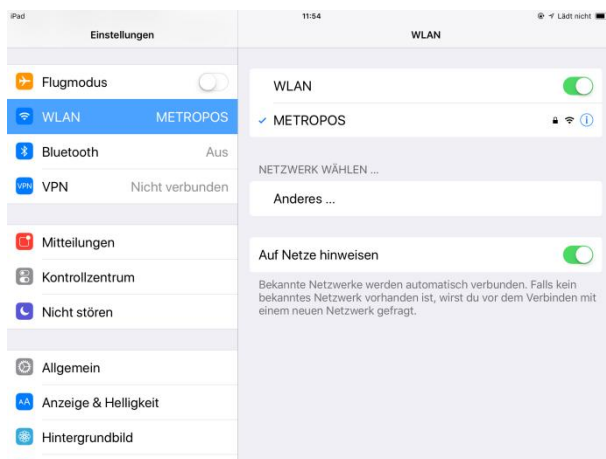 iPad
11:54
Lädt nicht
Einstellungen
WLAN
Flugmodus
WLAN METROPOS
Bluetooth Aus
VPN VPN Nicht verbunden
Mitteilungen
Kontrollzentrum
Nicht stören
Allgemein
AA Anzeige & Helligkeit
Hintergrundbild
WLAN
METROPOS
NETZWERK WÄHLEN ...
Anderes ...
Auf Netze hinweisen
Bekannte Netzwerke werden automatisch verbunden. Falls kein
bekanntes Netzwerk vorhanden ist, wirst du vor dem Verbinden mit
einem neuen Netzwerk gefragt.